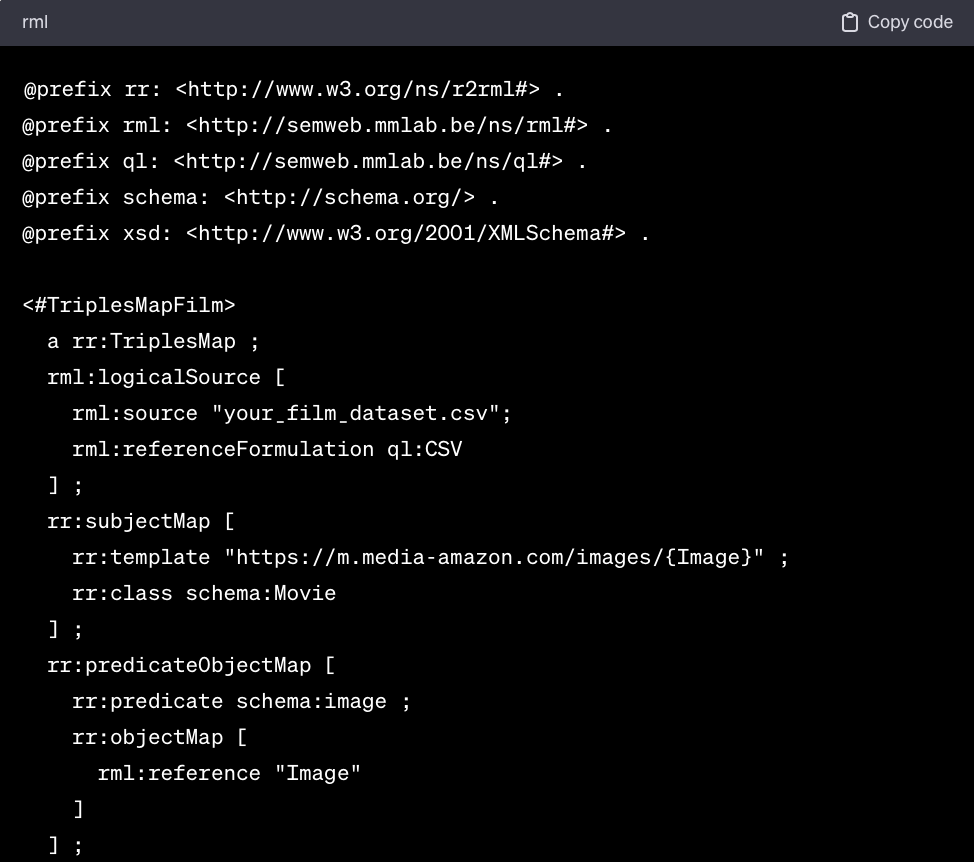 rml
Copy code
@prefix rr: <http://www.w3.org/ns/r2rml#> .
@prefix rml: <http://semweb.mmlab.be/ns/rml#> .
@prefix ql: <http://semweb.mmlab.be/ns/ql#> .
@prefix schema: <http://schema.org/> .
@prefix xsd: <http://www.w3.org/2001/XMLSchema#> .

<#TriplesMapFilm>
  a rr:TriplesMap ;
  rml:logicalSource [
    rml:source "your_film_dataset.csv";
    rml:referenceFormulation ql:CSV
  ] ;
  rr:subjectMap [
    rr:template "https://m.media-amazon.com/images/{Image}" ;
    rr:class schema:Movie
  ] ;
  rr:predicateObjectMap [
    rr:predicate schema:image ;
    rr:objectMap [
      rml:reference "Image"
    ]
  ] ;